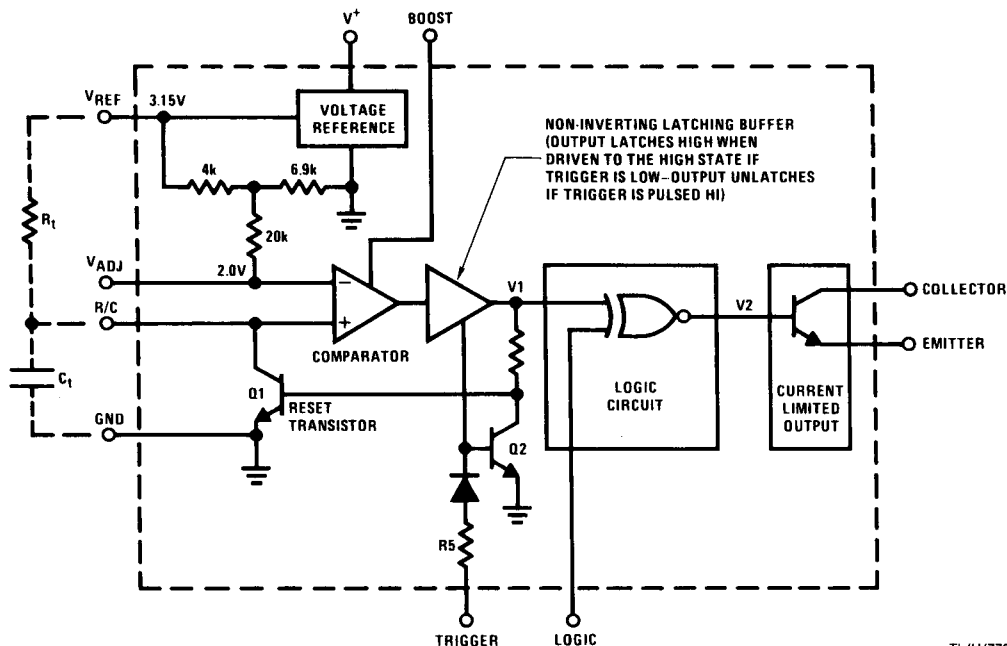 V+
BOOST
VREF
3.15V
VOLTAGE
REFERENCE
NON-INVERTING LATCHING BUFFER
(OUTPUT LATCHES HIGH WHEN
DRIVEN TO THE HIGH STATE IF
TRIGGER IS LOW–OUTPUT UNLATCHES
IF TRIGGER IS PULSED HI)
4k
6.9k
Rt
20k
VADJ
2.0V
−
V1
V2
COLLECTOR
R/C
+
COMPARATOR
EMITTER
Ct
Q1
RESET
TRANSISTOR
LOGIC
CIRCUIT
CURRENT
LIMITED
OUTPUT
GND
Q2
R5
TRIGGER
LOGIC